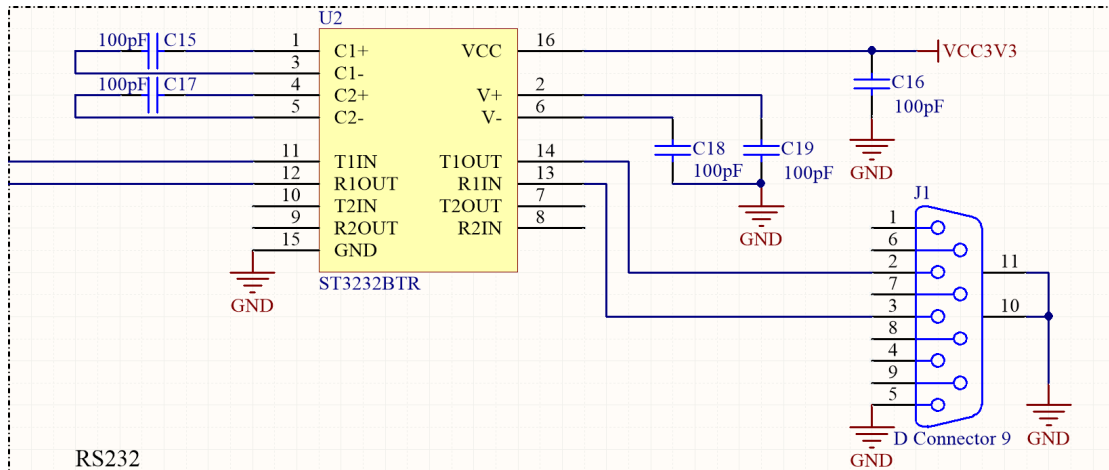 U2
100pF C15
1 C1+ VCC 16 VCC3V3
3 C1-
100pF C17
4 C2+ V+ 2 C16
5 C2- V- 6 100pF
GND
11 T1IN T1OUT 14 C18 C19
12 R1OUT R1IN 13 100pF 100pF
10 T2IN T2OUT 7
9 R2OUT R2IN 8
15 GND
GND
ST3232BTR
GND
J1
1
6
2 11
7
3 10
8
4
9
5
D Connector 9
GND
GND
RS232